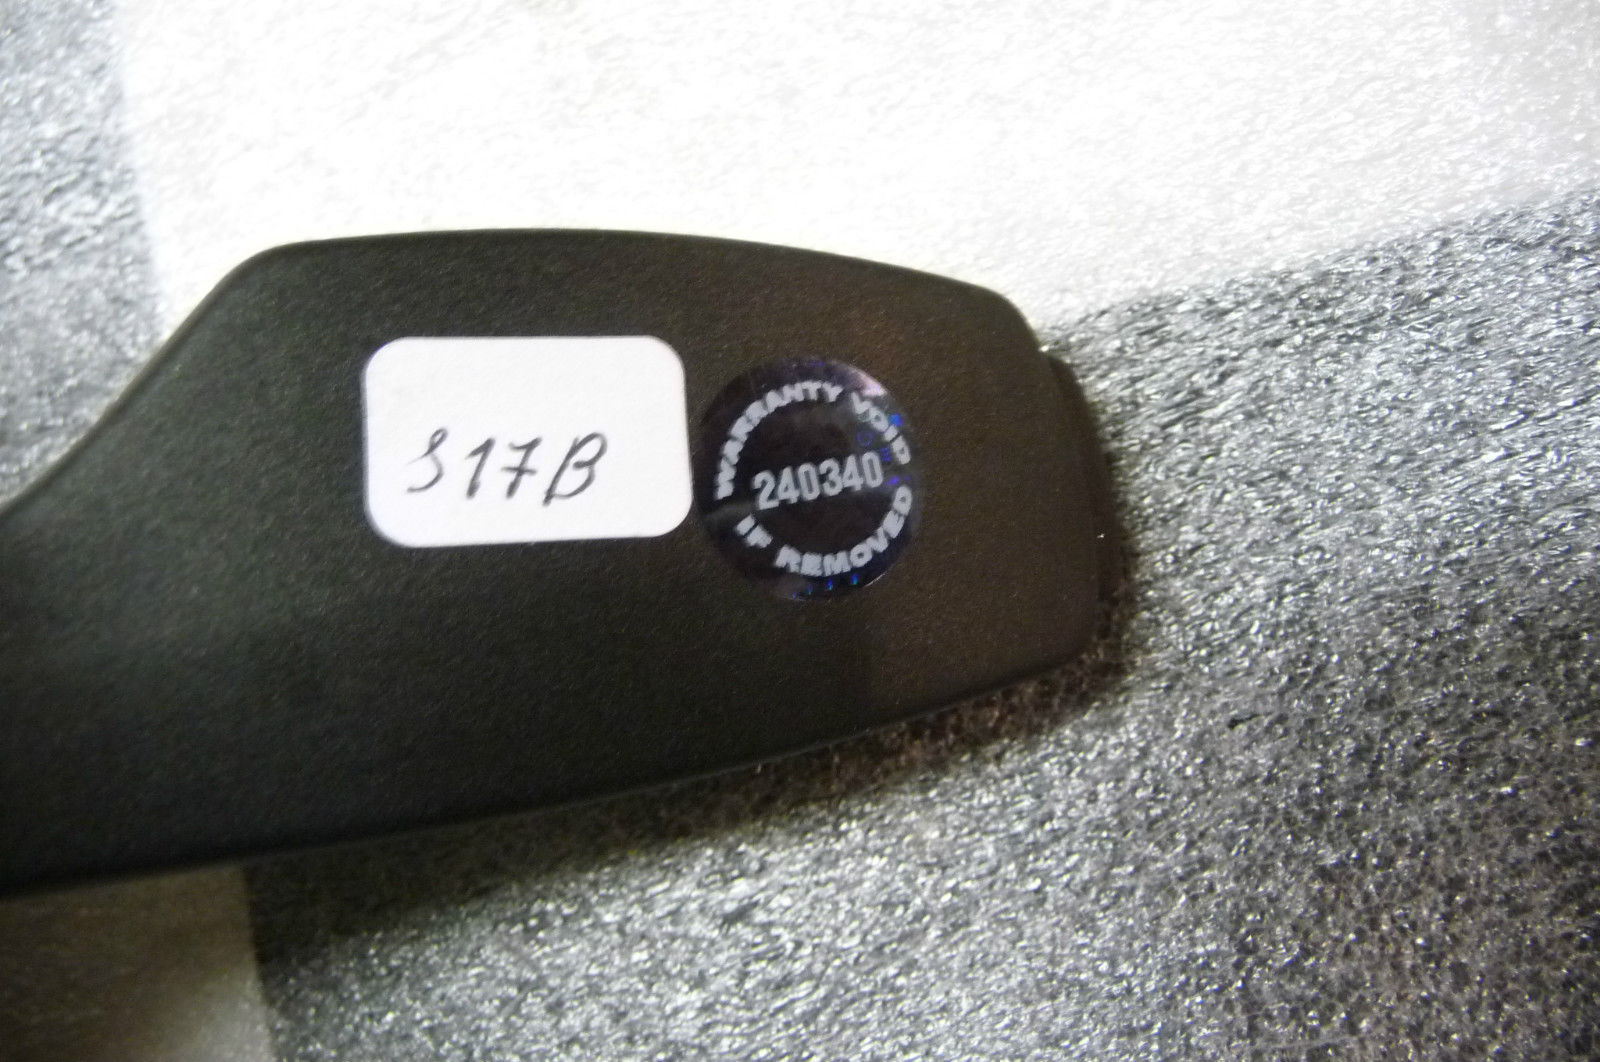 S17B
WARRANTY VOID
240340
IF REMOVED